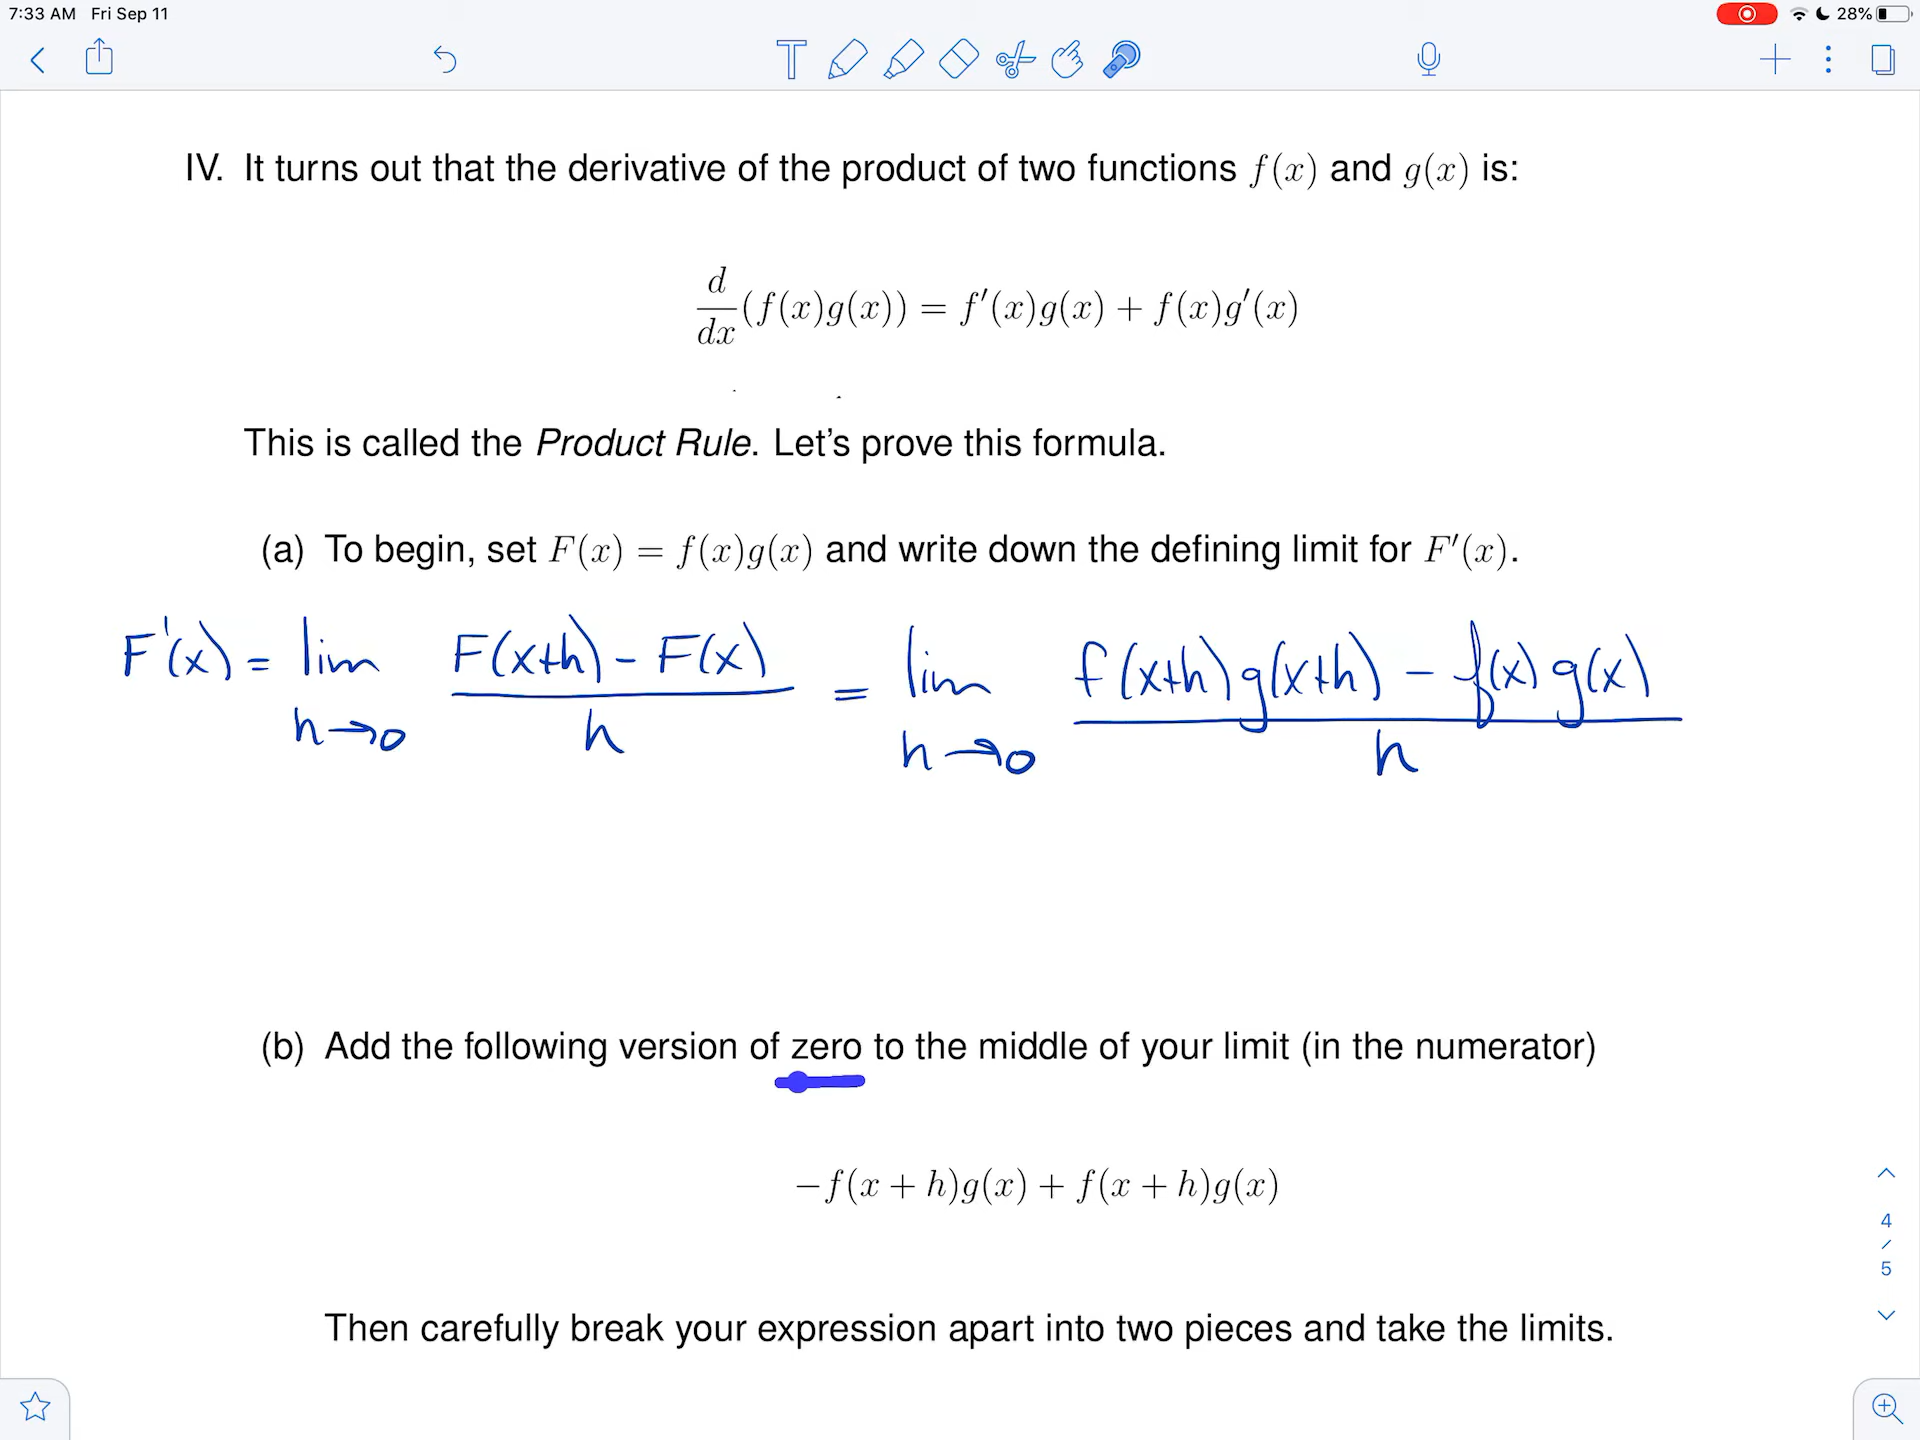 7:33 AM Fri Sep 11 28%
T
IV. It turns out that the derivative of the product of two functions f(x) and g(x) is:
d/dx (f(x)g(x)) = f′(x)g(x) + f(x)g′(x)
This is called the Product Rule. Let's prove this formula.
(a) To begin, set F(x) = f(x)g(x) and write down the defining limit for F′(x).
F'(x) = lim h→0 F(x+h) - F(x) / h = lim h→0 f(x+h)g(x+h) - f(x)g(x) / h
(b) Add the following version of zero to the middle of your limit (in the numerator)
−f(x + h)g(x) + f(x + h)g(x)
4 / 5
Then carefully break your expression apart into two pieces and take the limits.